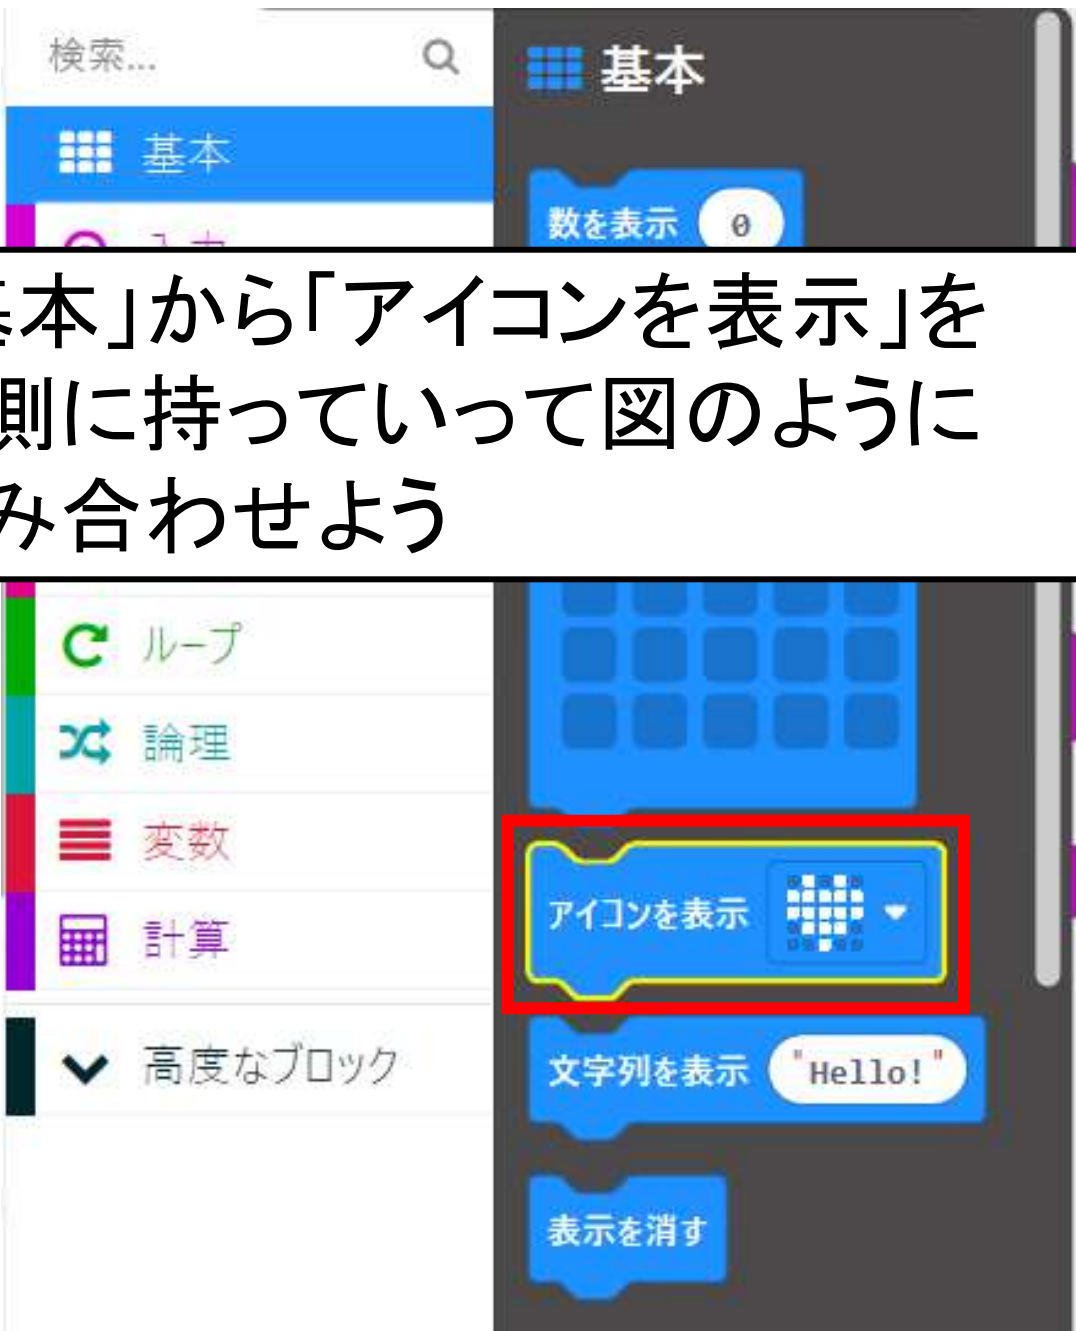 検索...
基本
基本
数を表示 0
本」から「アイコンを表示」を
側に持っていって図のように
み合わせよう
ループ
論理
変数
計算
アイコンを表示
高度なブロック
文字列を表示 "Hello!"
表示を消す